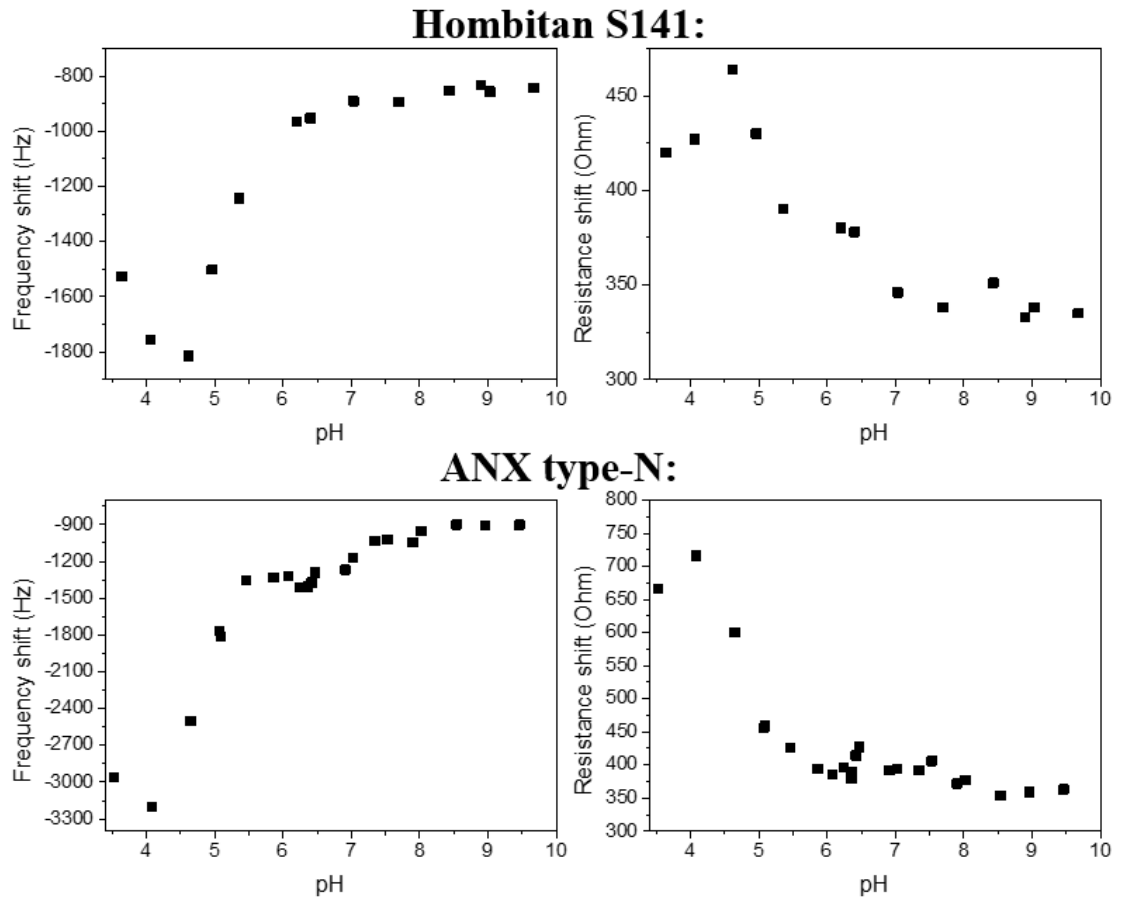 Hombitan S141:
Frequency shift (Hz)
-800
-1000
-1200
-1400
-1600
-1800
4 5 6 7 8 9 10
pH
Resistance shift (Ohm)
450
400
350
300
4 5 6 7 8 9 10
pH
ANX type-N:
Frequency shift (Hz)
-900
-1200
-1500
-1800
-2100
-2400
-2700
-3000
-3300
4 5 6 7 8 9 10
pH
Resistance shift (Ohm)
800
750
700
650
600
550
500
450
400
350
300
4 5 6 7 8 9 10
pH